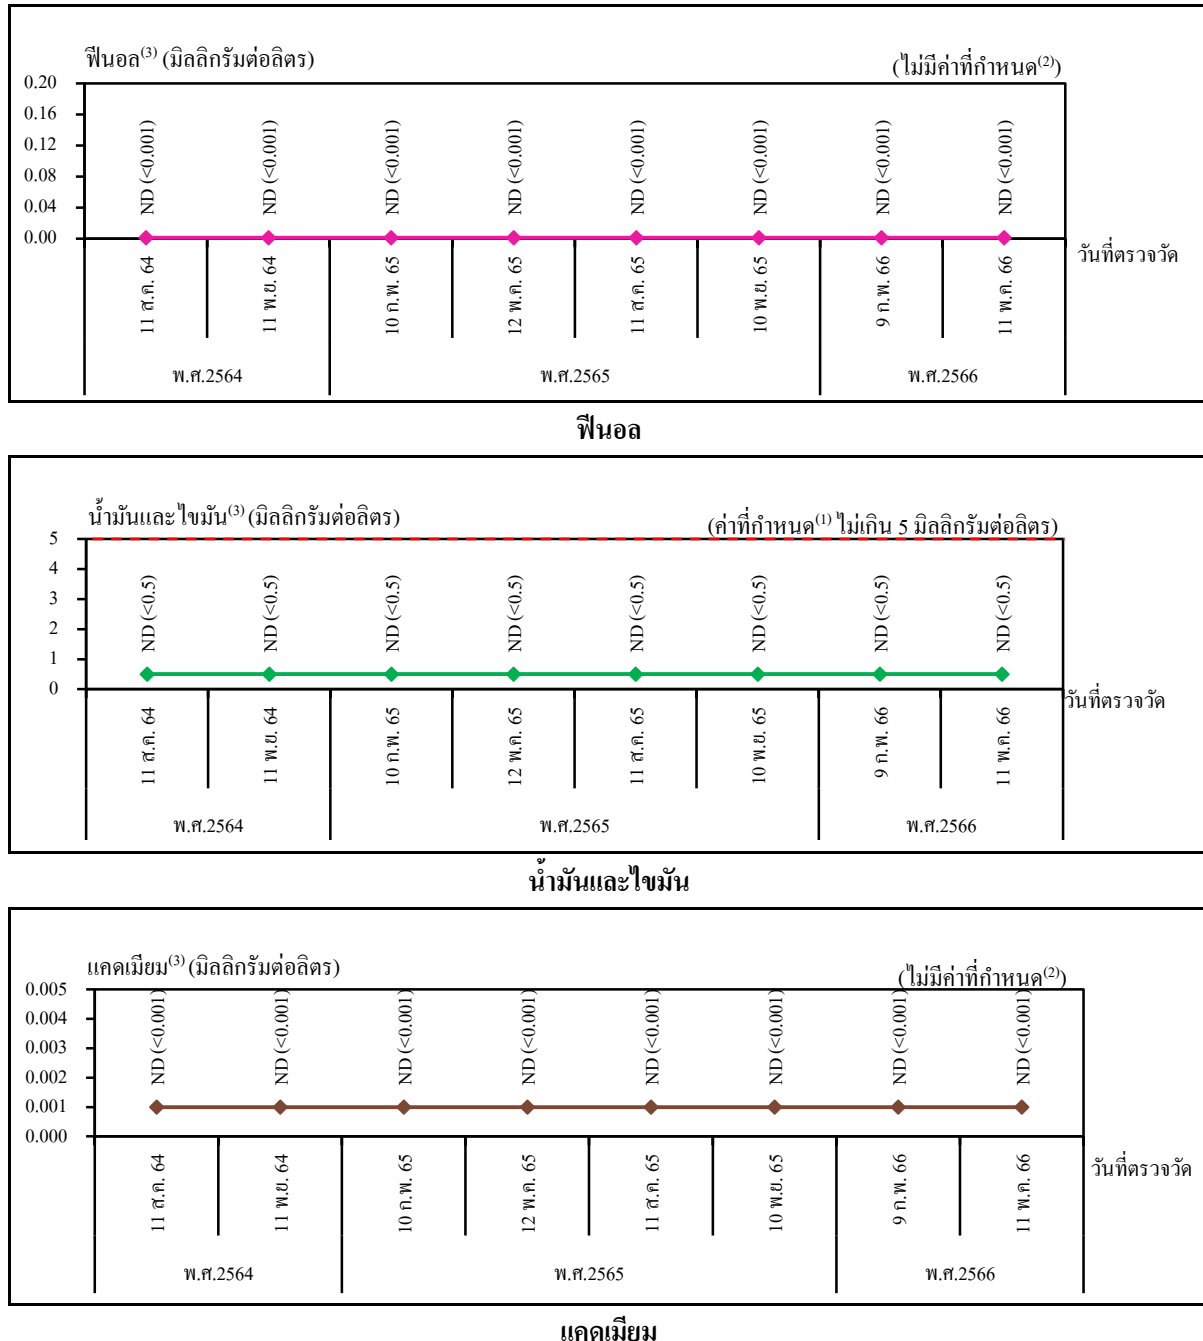 ฟีนอล⁽³⁾ (มิลลิกรัมต่อลิตร)
(ไม่มีค่าที่กำหนด⁽²⁾)
0.20
0.16
0.12
0.08
0.04
0.00
ND (<0.001) ND (<0.001) ND (<0.001) ND (<0.001) ND (<0.001) ND (<0.001) ND (<0.001) ND (<0.001)
วันที่ตรวจวัด
11 ส.ค. 64 11 พ.ย. 64 10 ก.พ. 65 12 พ.ค. 65 11 ส.ค. 65 10 พ.ย. 65 9 ก.พ. 66 11 พ.ค. 66
พ.ศ.2564 พ.ศ.2565 พ.ศ.2566
ฟีนอล
น้ำมันและไขมัน⁽³⁾ (มิลลิกรัมต่อลิตร)
(ค่าที่กำหนด⁽¹⁾ ไม่เกิน 5 มิลลิกรัมต่อลิตร)
5
4
3
2
1
0
ND (<0.5) ND (<0.5) ND (<0.5) ND (<0.5) ND (<0.5) ND (<0.5) ND (<0.5) ND (<0.5)
วันที่ตรวจวัด
11 ส.ค. 64 11 พ.ย. 64 10 ก.พ. 65 12 พ.ค. 65 11 ส.ค. 65 10 พ.ย. 65 9 ก.พ. 66 11 พ.ค. 66
พ.ศ.2564 พ.ศ.2565 พ.ศ.2566
น้ำมันและไขมัน
แคดเมียม⁽³⁾ (มิลลิกรัมต่อลิตร)
(ไม่มีค่าที่กำหนด⁽²⁾)
0.005
0.004
0.003
0.002
0.001
0.000
ND (<0.001) ND (<0.001) ND (<0.001) ND (<0.001) ND (<0.001) ND (<0.001) ND (<0.001) ND (<0.001)
วันที่ตรวจวัด
11 ส.ค. 64 11 พ.ย. 64 10 ก.พ. 65 12 พ.ค. 65 11 ส.ค. 65 10 พ.ย. 65 9 ก.พ. 66 11 พ.ค. 66
พ.ศ.2564 พ.ศ.2565 พ.ศ.2566
แคดเมียม